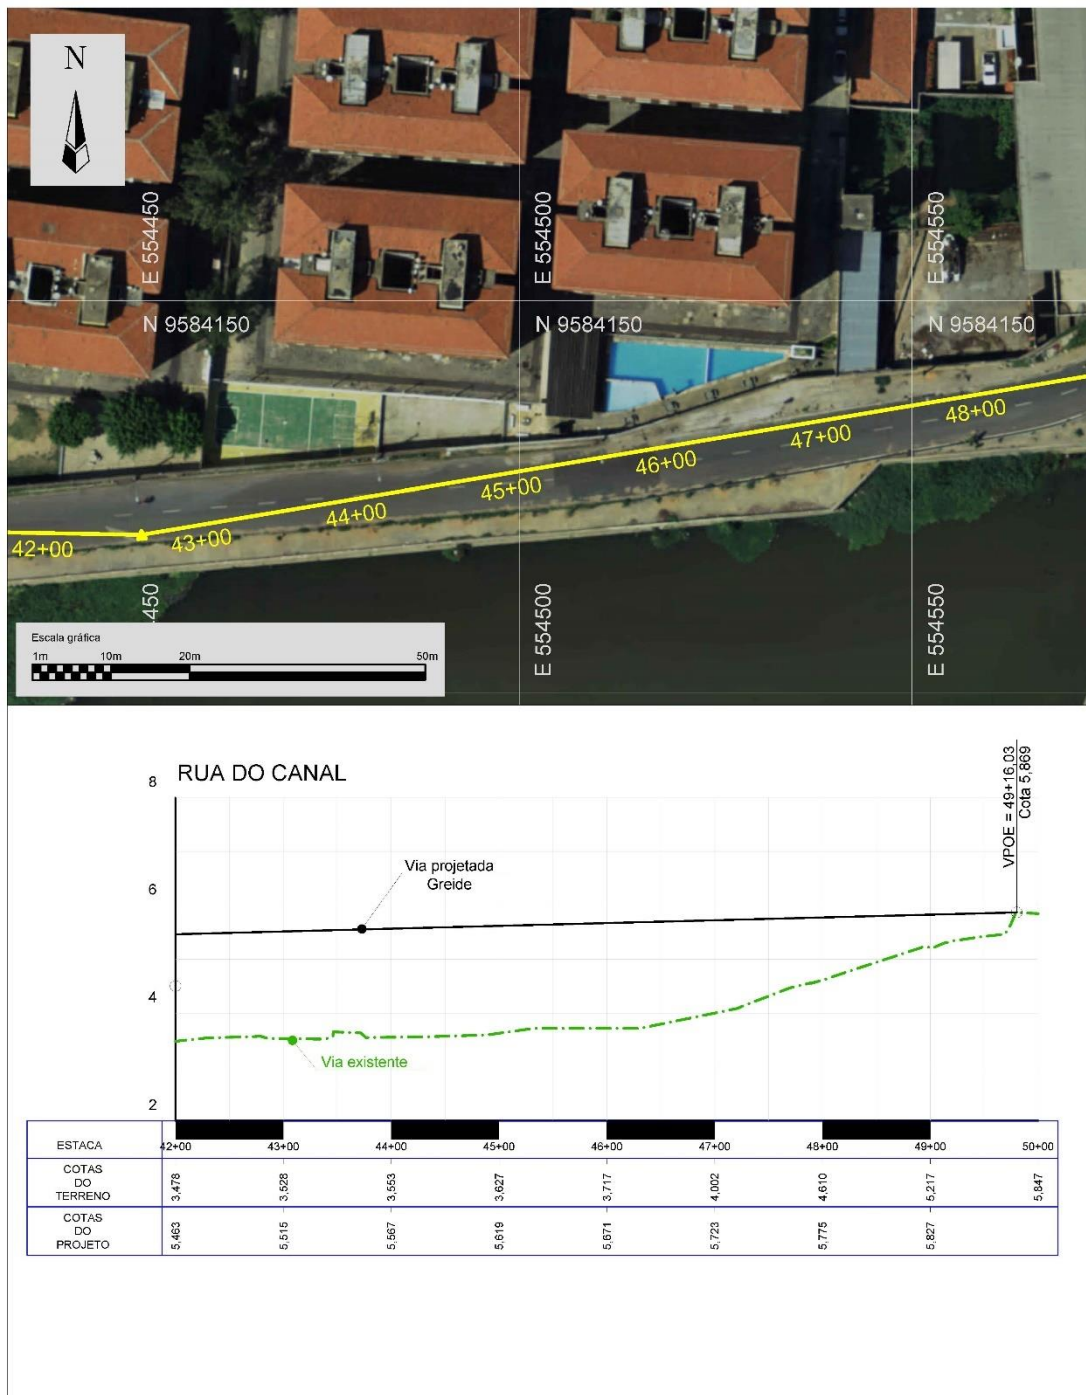 N
E 554450
E 554500
E 554550
N 9584150
N 9584150
N 9584150
42+00
43+00
44+00
45+00
46+00
47+00
48+00
450
E 554500
E 554550
Escala gráfica
1m 10m 20m 50m
RUA DO CANAL
VPOE = 49+16,03
Cota 5,869
8
6
4
2
Via projetada
Greide
Via existente
ESTACA 42+00 43+00 44+00 45+00 46+00 47+00 48+00 49+00 50+00
COTAS
DO
TERRENO
3,478 3,528 3,553 3,627 3,717 4,002 4,610 5,217 5,847
COTAS
DO
PROJETO
5,463 5,515 5,567 5,619 5,671 5,723 5,775 5,827